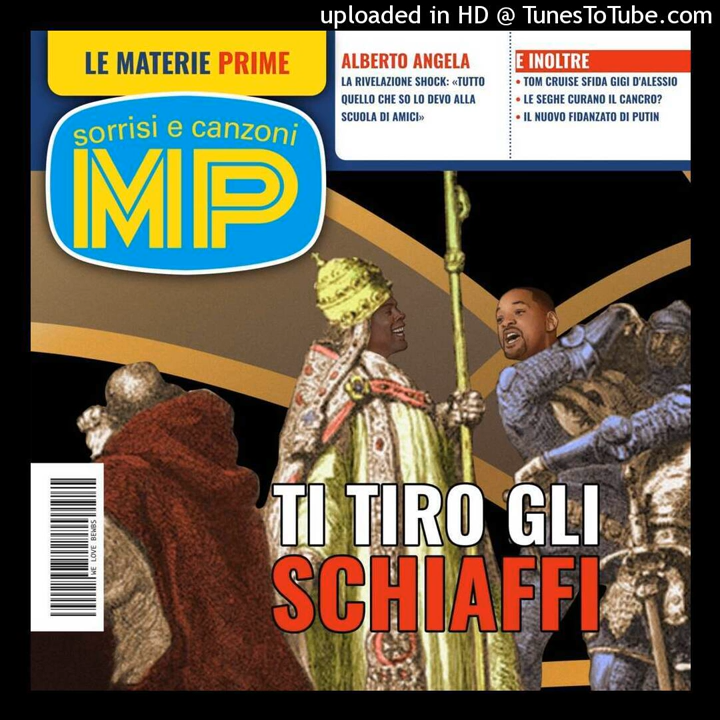 uploaded in HD @ TunesToTube.com
LE MATERIE PRIME
sorrisi e canzoni
MP
ALBERTO ANGELA
LA RIVELAZIONE SHOCK: «TUTTO
QUELLO CHE SO LO DEVO ALLA
SCUOLA DI AMICI»
E INOLTRE
• TOM CRUISE SFIDA GIGI D'ALESSIO
• LE SEGHE CURANO IL CANCRO?
• IL NUOVO FIDANZATO DI PUTIN
TI TIRO GLI
SCHIAFFI
WE LOVE BEWBS